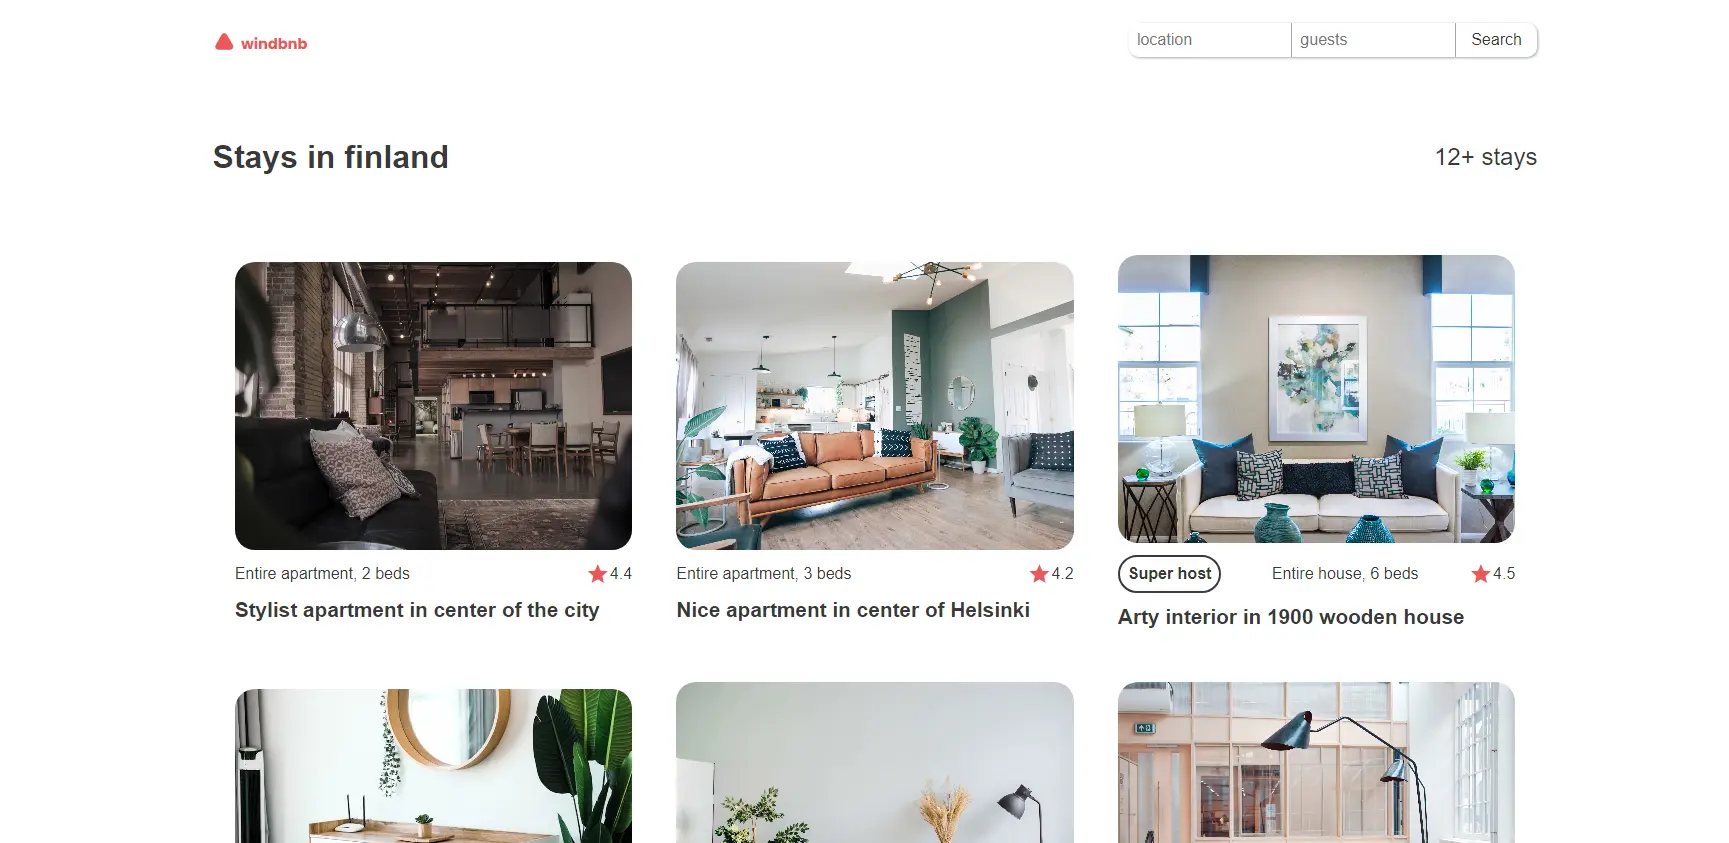 windbnb
location guests Search
Stays in finland
12+ stays
Entire apartment, 2 beds 4.4
Stylist apartment in center of the city
Entire apartment, 3 beds 4.2
Nice apartment in center of Helsinki
Super host Entire house, 6 beds 4.5
Arty interior in 1900 wooden house